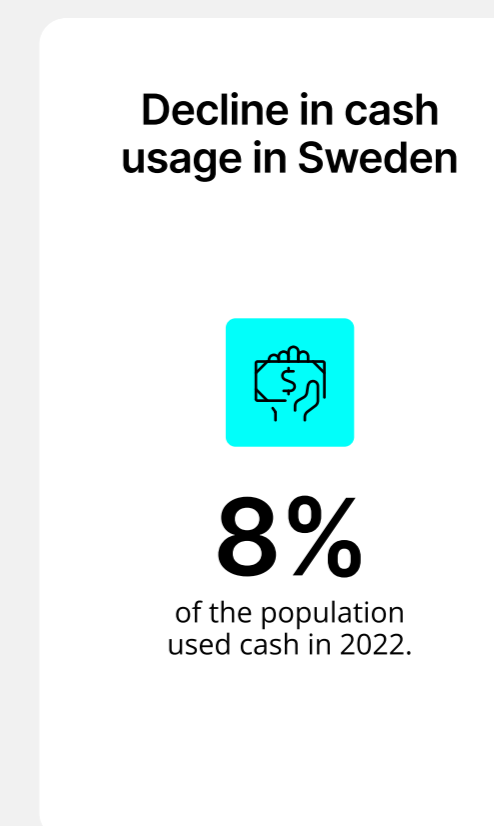 Decline in cash
usage in Sweden
$
8%
of the population
used cash in 2022.